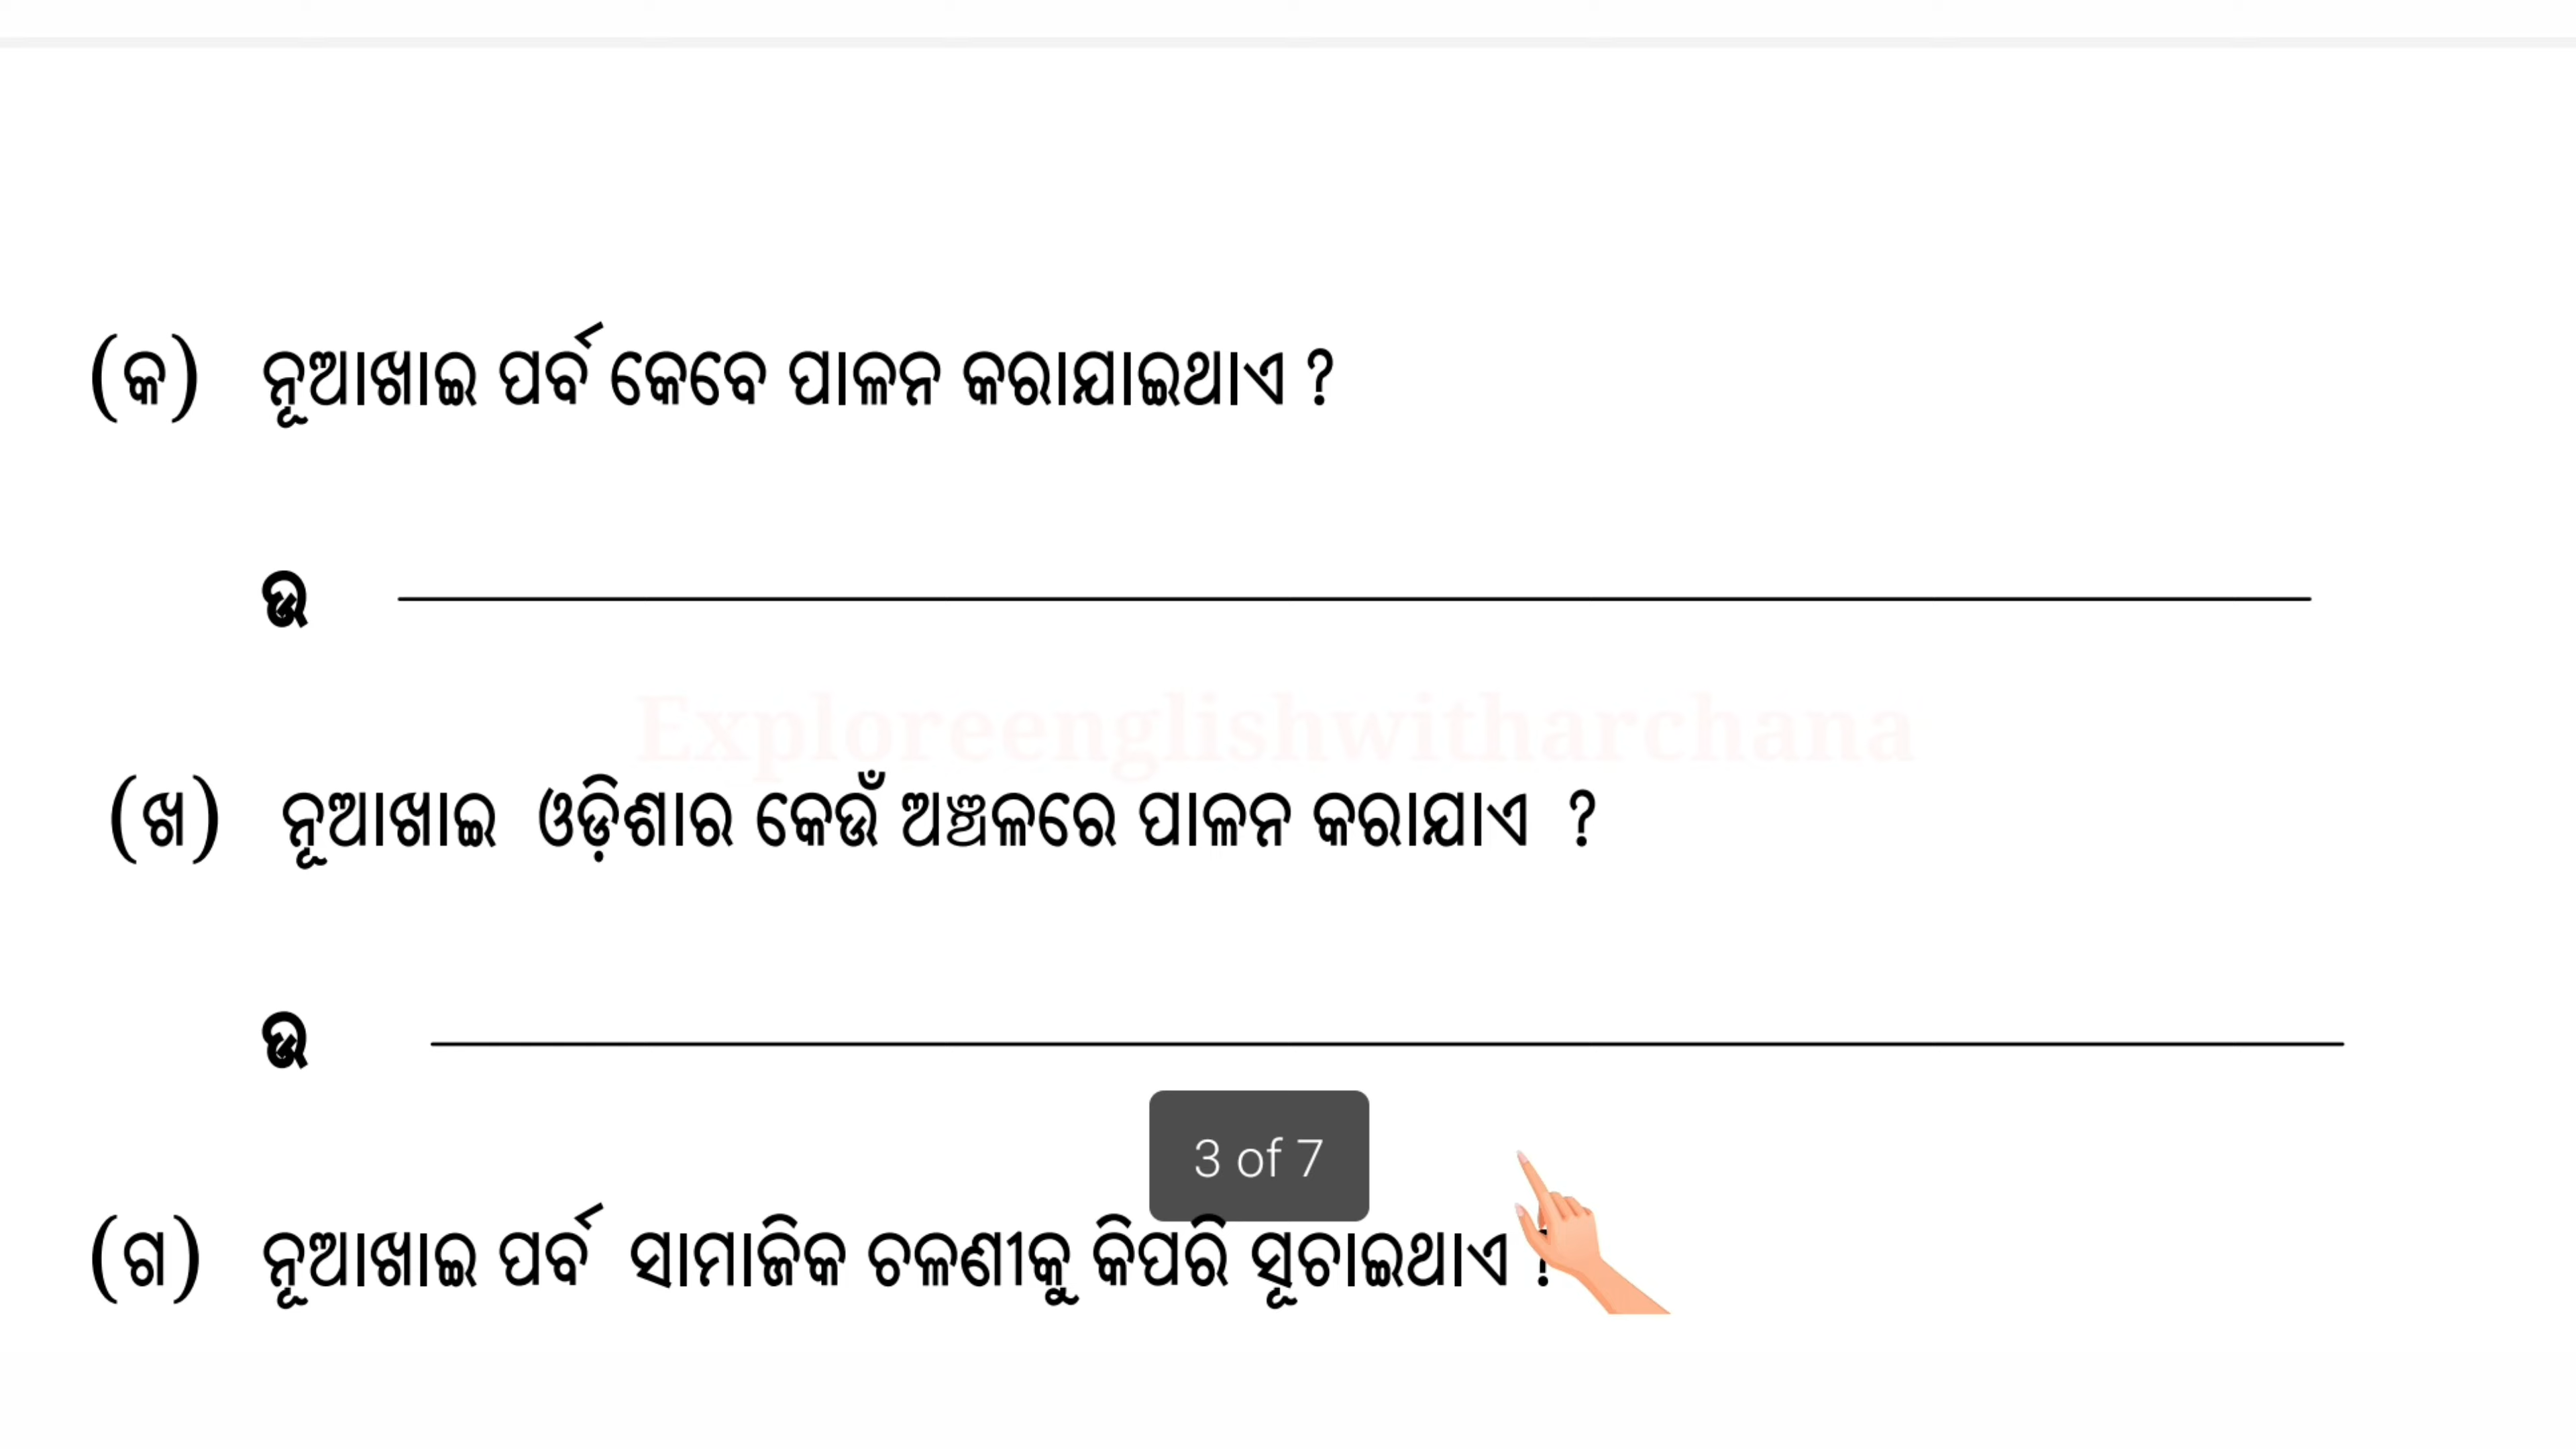 (କ) ନୂଆଖାଇ ପର୍ବ କେବେ ପାଳନ କରାଯାଇଥାଏ ?
ଉ
Exploreenglishwitharchana
(ଖ) ନୂଆଖାଇ ଓଡ଼ିଶାର କେଉଁ ଅଞ୍ଚଳରେ ପାଳନ କରାଯାଏ ?
ଉ
3 of 7
(ଗ) ନୂଆଖାଇ ପର୍ବ ସାମାଜିକ ଚଳଣୀକୁ କିପରି ସୂଚାଇଥାଏ ?